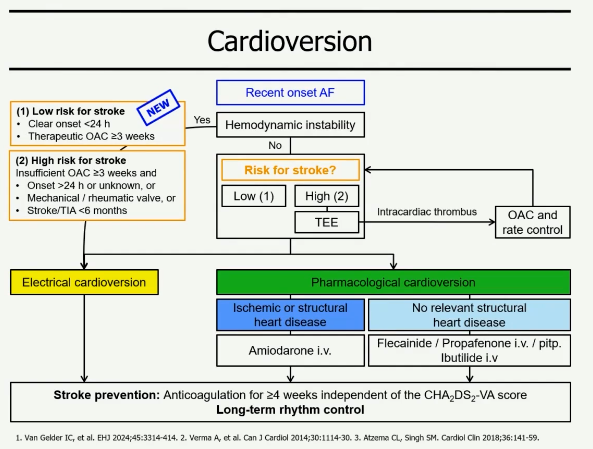 Cardioversion
Recent onset AF
(1) Low risk for stroke
NEW
• Clear onset <24 h
• Therapeutic OAC ≥3 weeks
Yes
Hemodynamic instability
No
(2) High risk for stroke
Insufficient OAC ≥3 weeks and
• Onset >24 h or unknown, or
• Mechanical / rheumatic valve, or
• Stroke/TIA <6 months
Risk for stroke?
Low (1)
High (2)
TEE
Intracardiac thrombus
OAC and
rate control
Electrical cardioversion
Pharmacological cardioversion
Ischemic or structural
heart disease
No relevant structural
heart disease
Amiodarone i.v.
Flecainide / Propafenone i.v. / pitp.
Ibutilide i.v
Stroke prevention: Anticoagulation for ≥4 weeks independent of the CHA₂DS₂-VA score
Long-term rhythm control
1. Van Gelder IC, et al. EHJ 2024;45:3314-414. 2. Verma A, et al. Can J Cardiol 2014;30:1114-30. 3. Atzema CL, Singh SM. Cardiol Clin 2018;36:141-59.